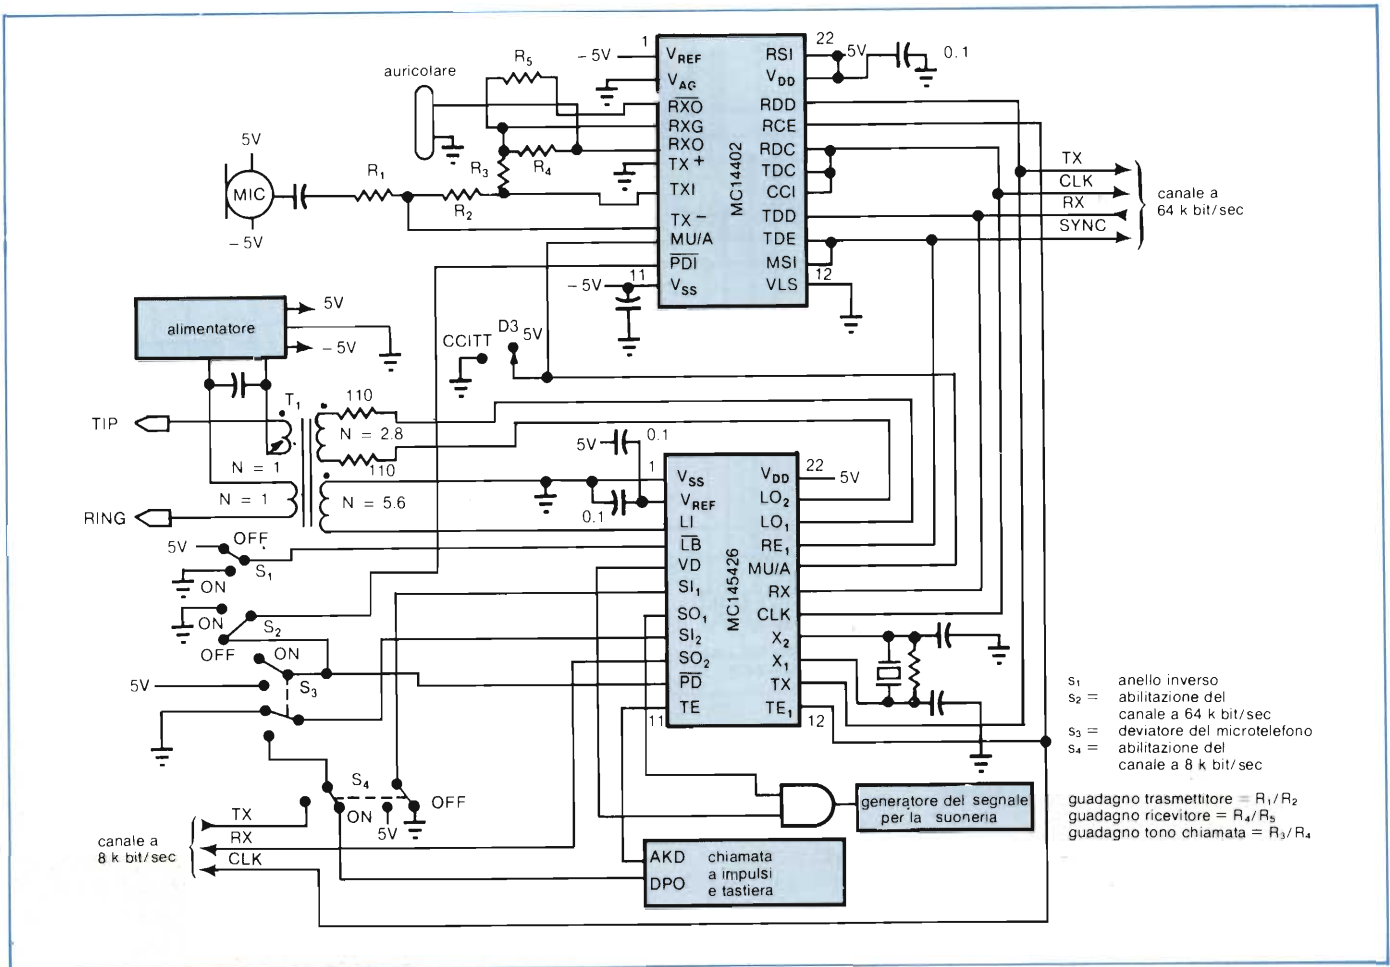 1
22
- 5V
V REF
RSI
5V
0.1
V AG
V DD
R5
auricolare
RXO
RDD
RXG
RCE
RXO
RDC
TX +
TDC
TXI
CCI
TX -
TDD
MU/A
TDE
PDI
MSI
11
12
- 5V
V SS
VLS
MC14402
5V
MIC
- 5V
R1
R2
R3
R4
TX
CLK
RX
SYNC
canale a
64 k bit/sec
alimentatore
5V
- 5V
CCITT
D3
5V
TIP
T1
110
N = 2.8
110
N = 1
N = 1
N = 5.6
RING
5V
0.1
0.1
1
22
V SS
V DD
5V
V REF
LO2
LI
LO1
LB
RE1
VD
MU/A
SI1
RX
SO1
CLK
SI2
X2
SO2
X1
PD
TX
TE
TE1
11
12
MC145426
5V
OFF
ON
S1
ON
S2
OFF
ON
S3
5V
S4
ON
5V
OFF
canale a
8 k bit/sec
TX
RX
CLK
generatore del segnale
per la suoneria
AKD
DPO
chiamata
a impulsi
e tastiera
s1 anello inverso
s2 = abilitazione del
canale a 64 k bit/sec
s3 = deviatore del microtelefono
s4 = abilitazione del
canale a 8 k bit/sec
guadagno trasmettitore = R1/R2
guadagno ricevitore = R4/R5
guadagno tono chiamata = R3/R4